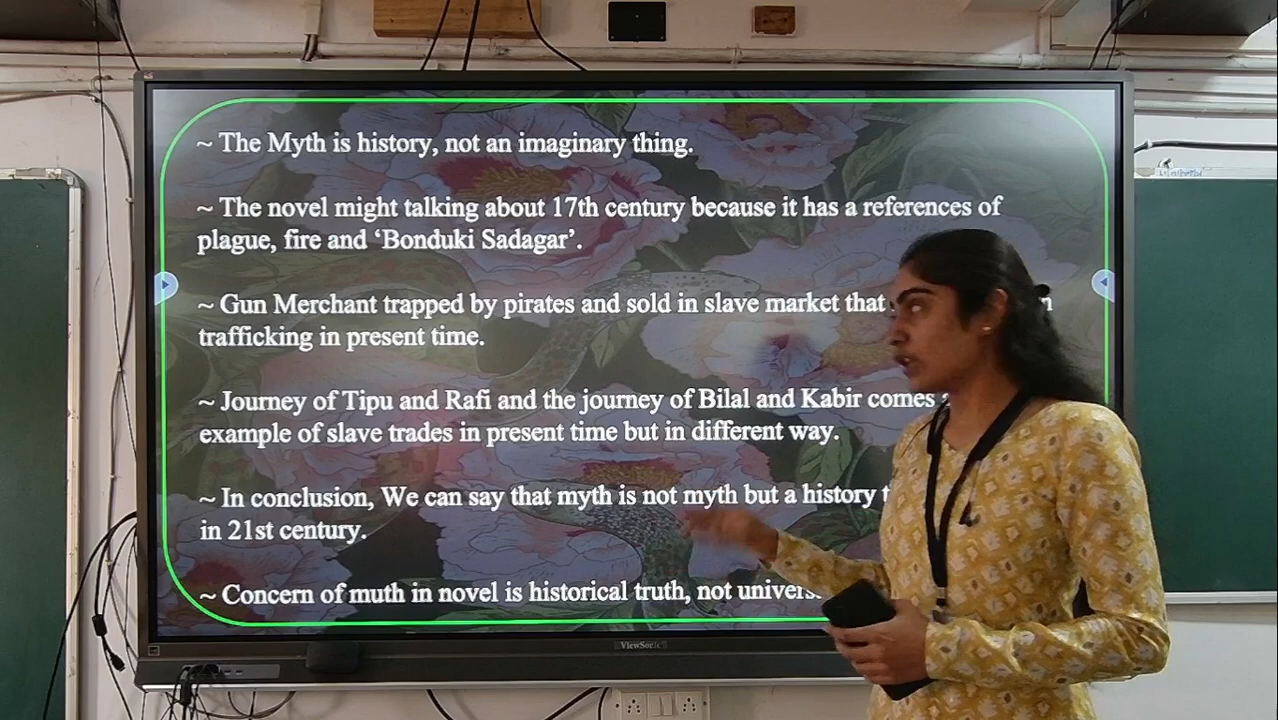 ~ The Myth is history, not an imaginary thing.
~ The novel might talking about 17th century because it has a references of
plague, fire and ‘Bonduki Sadagar’.
~ Gun Merchant trapped by pirates and sold in slave market that
trafficking in present time.
~ Journey of Tipu and Rafi and the journey of Bilal and Kabir comes
example of slave trades in present time but in different way.
~ In conclusion, We can say that myth is not myth but a history
in 21st century.
~ Concern of muth in novel is historical truth, not
ViewSonic